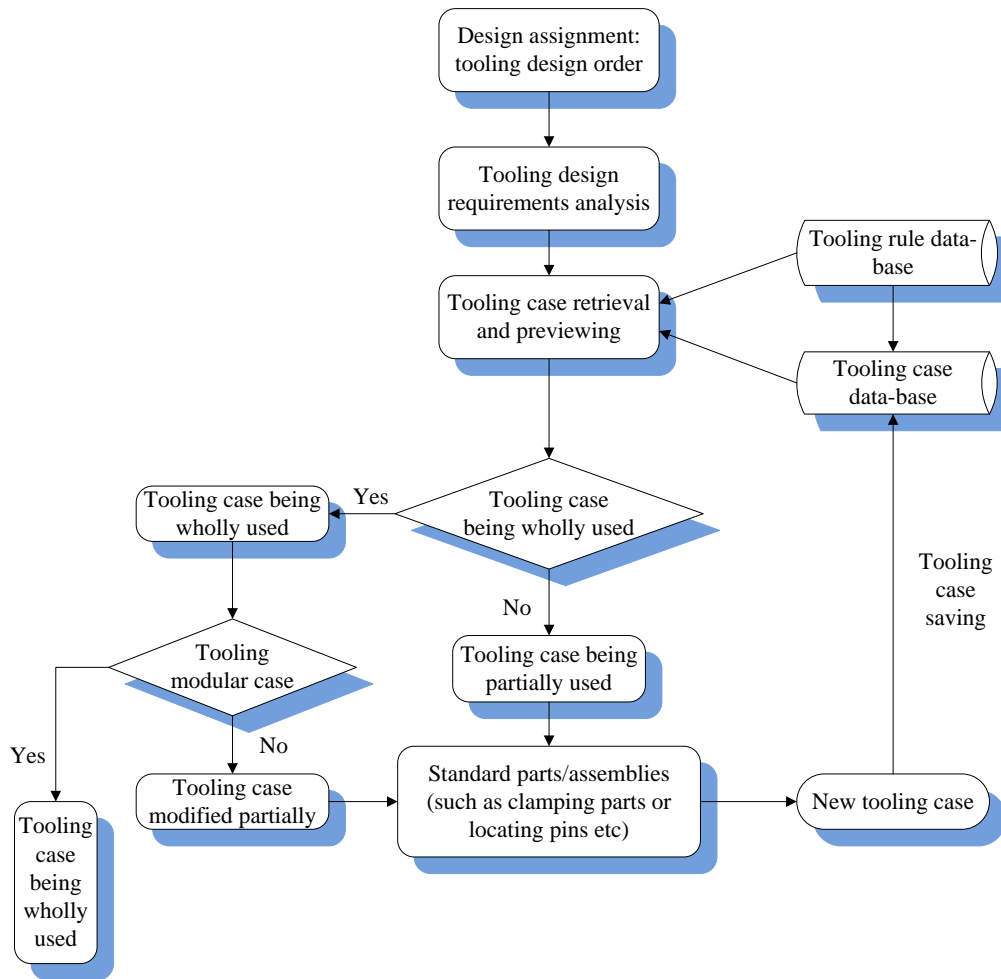 Design assignment:
tooling design order
Tooling design
requirements analysis
Tooling rule data-
base
Tooling case retrieval
and previewing
Tooling case
data-base
Tooling case being
wholly used
Yes
Tooling case
being wholly used
Tooling
case
saving
No
Tooling
modular case
Tooling case being
partially used
Yes
No
Tooling case
modified partially
Standard parts/assemblies
(such as clamping parts or
locating pins etc)
New tooling case
Tooling
case
being
wholly
used